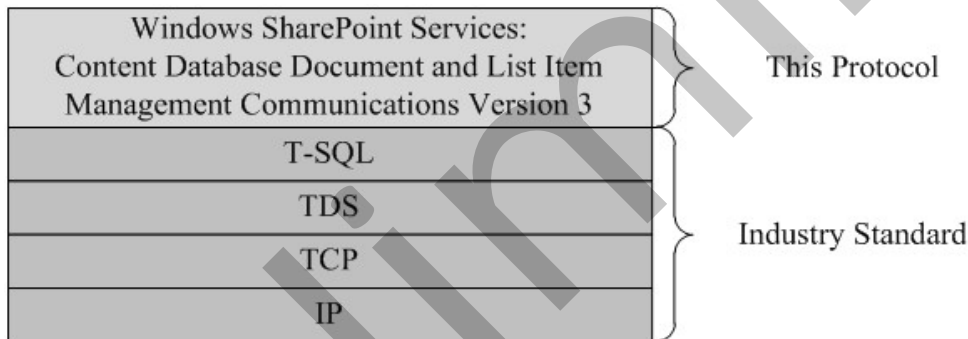 Windows SharePoint Services:
Content Database Document and List Item
Management Communications Version 3
This Protocol
T-SQL
TDS
TCP
IP
Industry Standard